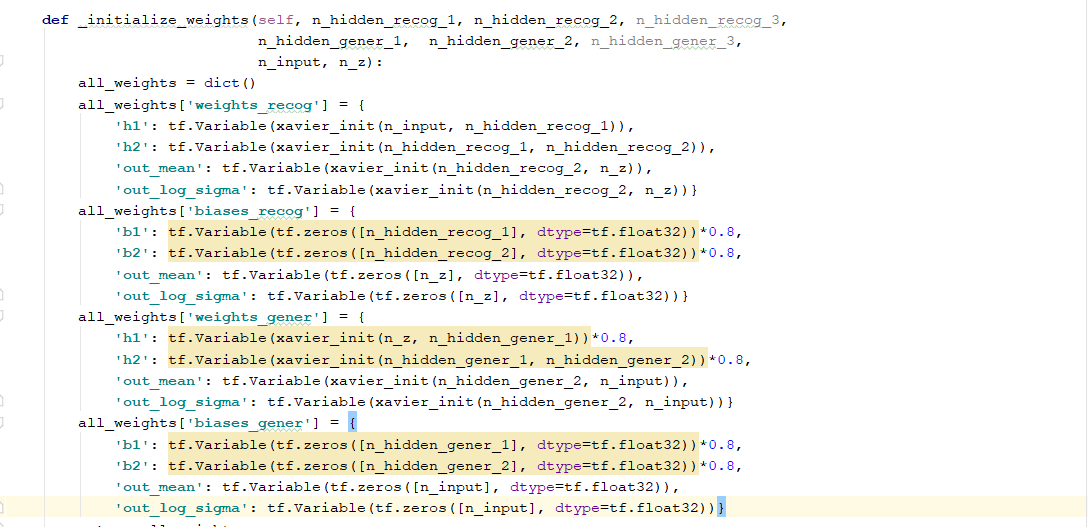 def _initialize_weights(self, n_hidden_recog_1, n_hidden_recog_2, n_hidden_recog_3,
                        n_hidden_gener_1,  n_hidden_gener_2, n_hidden_gener_3,
                        n_input, n_z):
    all_weights = dict()
    all_weights['weights_recog'] = {
        'h1': tf.Variable(xavier_init(n_input, n_hidden_recog_1)),
        'h2': tf.Variable(xavier_init(n_hidden_recog_1, n_hidden_recog_2)),
        'out_mean': tf.Variable(xavier_init(n_hidden_recog_2, n_z)),
        'out_log_sigma': tf.Variable(xavier_init(n_hidden_recog_2, n_z))}
    all_weights['biases_recog'] = {
        'b1': tf.Variable(tf.zeros([n_hidden_recog_1], dtype=tf.float32))*0.8,
        'b2': tf.Variable(tf.zeros([n_hidden_recog_2], dtype=tf.float32))*0.8,
        'out_mean': tf.Variable(tf.zeros([n_z], dtype=tf.float32)),
        'out_log_sigma': tf.Variable(tf.zeros([n_z], dtype=tf.float32))}
    all_weights['weights_gener'] = {
        'h1': tf.Variable(xavier_init(n_z, n_hidden_gener_1))*0.8,
        'h2': tf.Variable(xavier_init(n_hidden_gener_1, n_hidden_gener_2))*0.8,
        'out_mean': tf.Variable(xavier_init(n_hidden_gener_2, n_input)),
        'out_log_sigma': tf.Variable(xavier_init(n_hidden_gener_2, n_input))}
    all_weights['biases_gener'] = {
        'b1': tf.Variable(tf.zeros([n_hidden_gener_1], dtype=tf.float32))*0.8,
        'b2': tf.Variable(tf.zeros([n_hidden_gener_2], dtype=tf.float32))*0.8,
        'out_mean': tf.Variable(tf.zeros([n_input], dtype=tf.float32)),
        'out_log_sigma': tf.Variable(tf.zeros([n_input], dtype=tf.float32))}